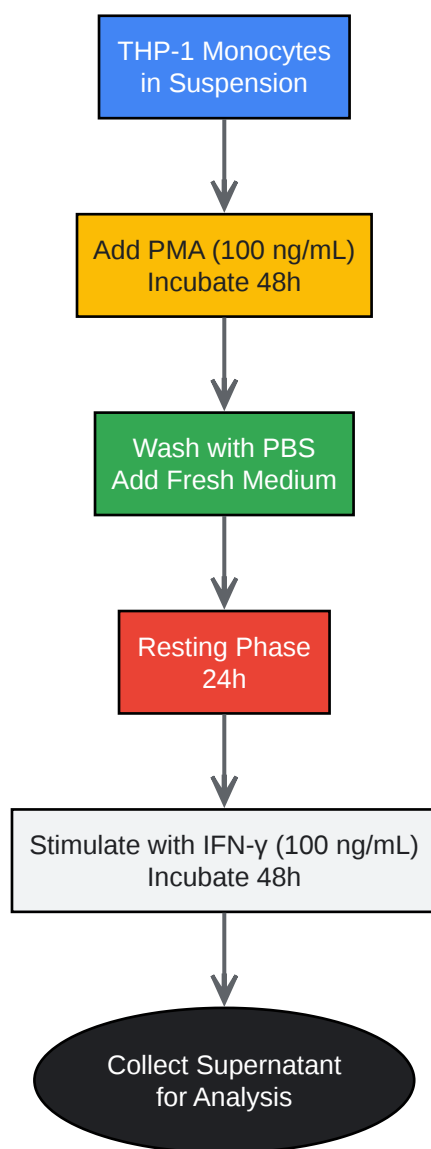 THP-1 Monocytes
in Suspension
Add PMA (100 ng/mL)
Incubate 48h
Wash with PBS
Add Fresh Medium
Resting Phase
24h
Stimulate with IFN-γ (100 ng/mL)
Incubate 48h
Collect Supernatant
for Analysis